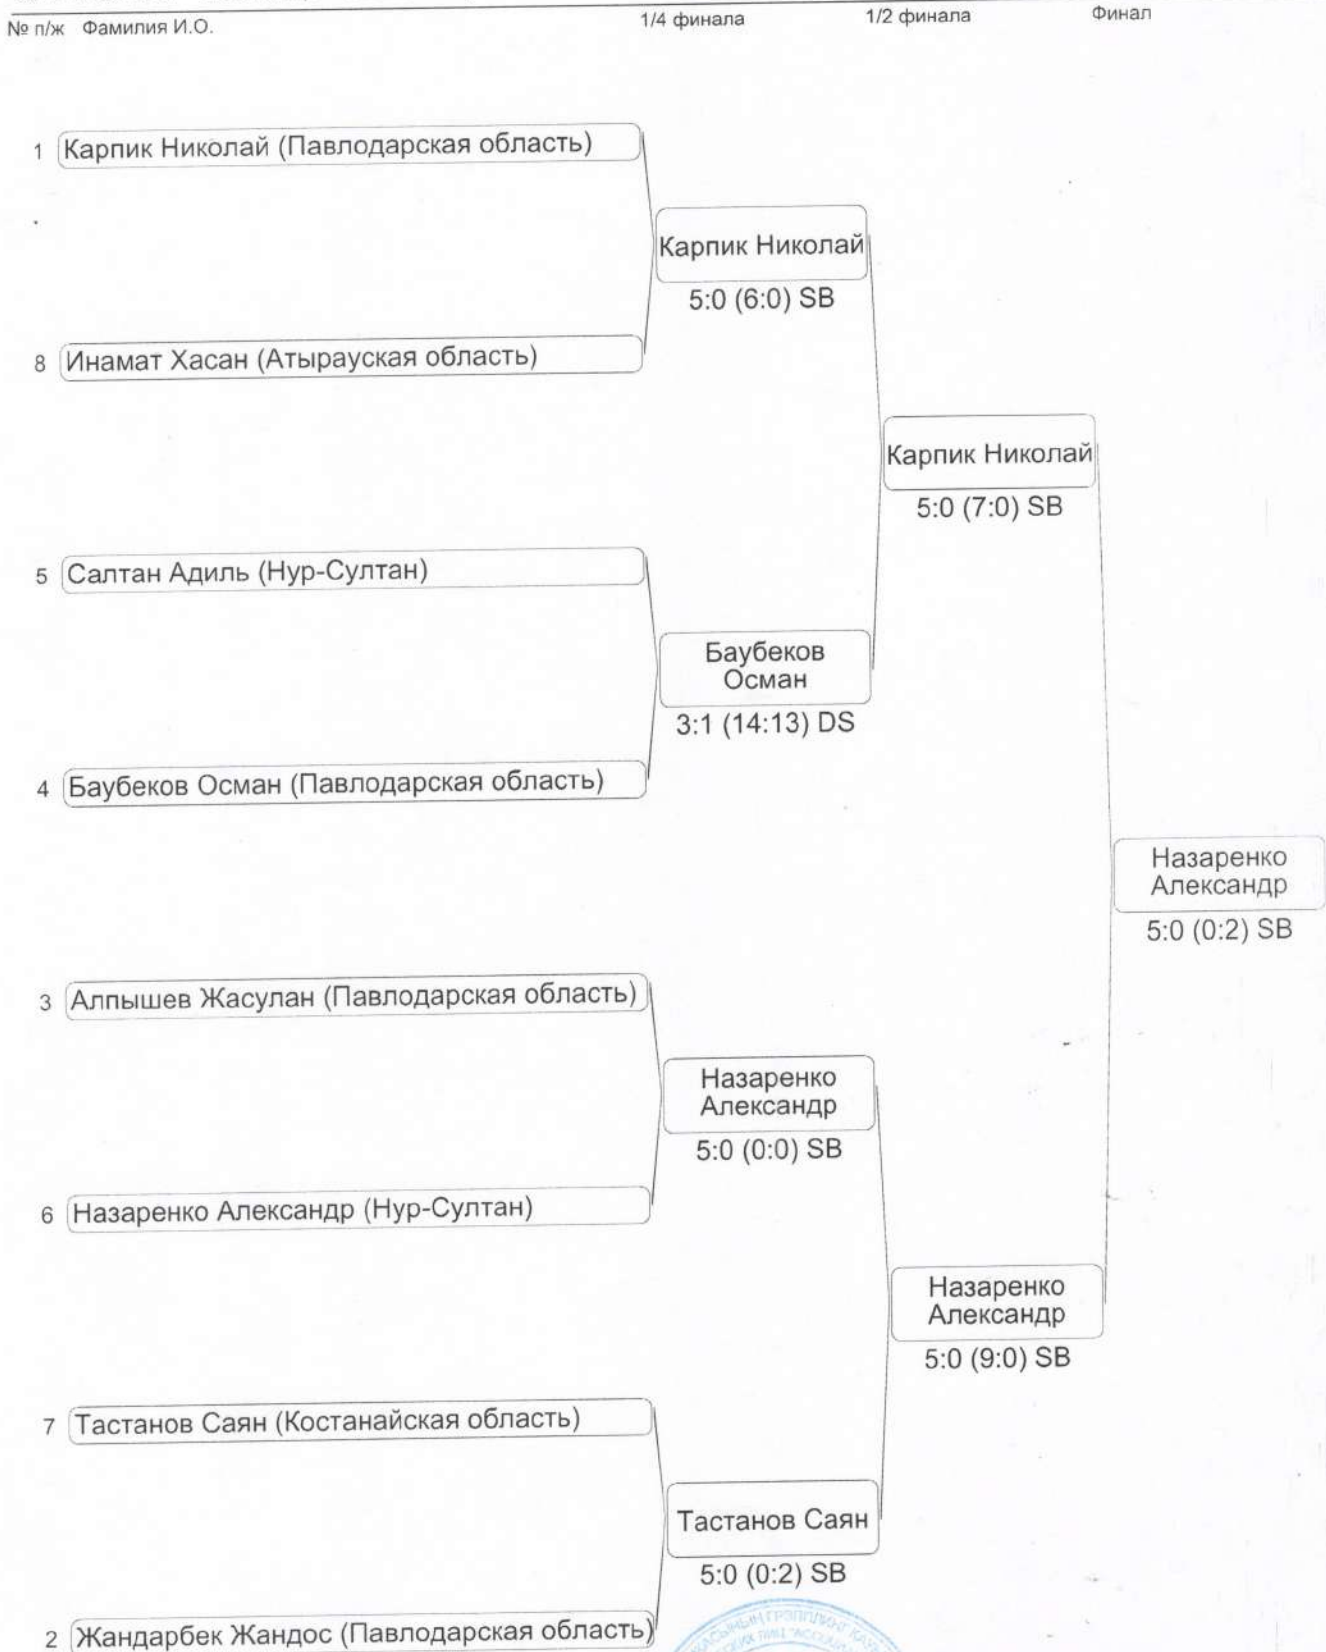 № п/ж Фамилия И.О. 1/4 финала 1/2 финала Финал
1 Карпик Николай (Павлодарская область)
Карпик Николай
5:0 (6:0) SB
8 Инамат Хасан (Атырауская область)
Карпик Николай
5:0 (7:0) SB
5 Салтан Адиль (Нур-Султан)
Баубеков
Осман
3:1 (14:13) DS
4 Баубеков Осман (Павлодарская область)
Назаренко
Александр
5:0 (0:2) SB
3 Алпышев Жасулан (Павлодарская область)
Назаренко
Александр
5:0 (0:0) SB
6 Назаренко Александр (Нур-Султан)
Назаренко
Александр
5:0 (9:0) SB
7 Тастанов Саян (Костанайская область)
Тастанов Саян
5:0 (0:2) SB
2 Жандарбек Жандос (Павлодарская область)